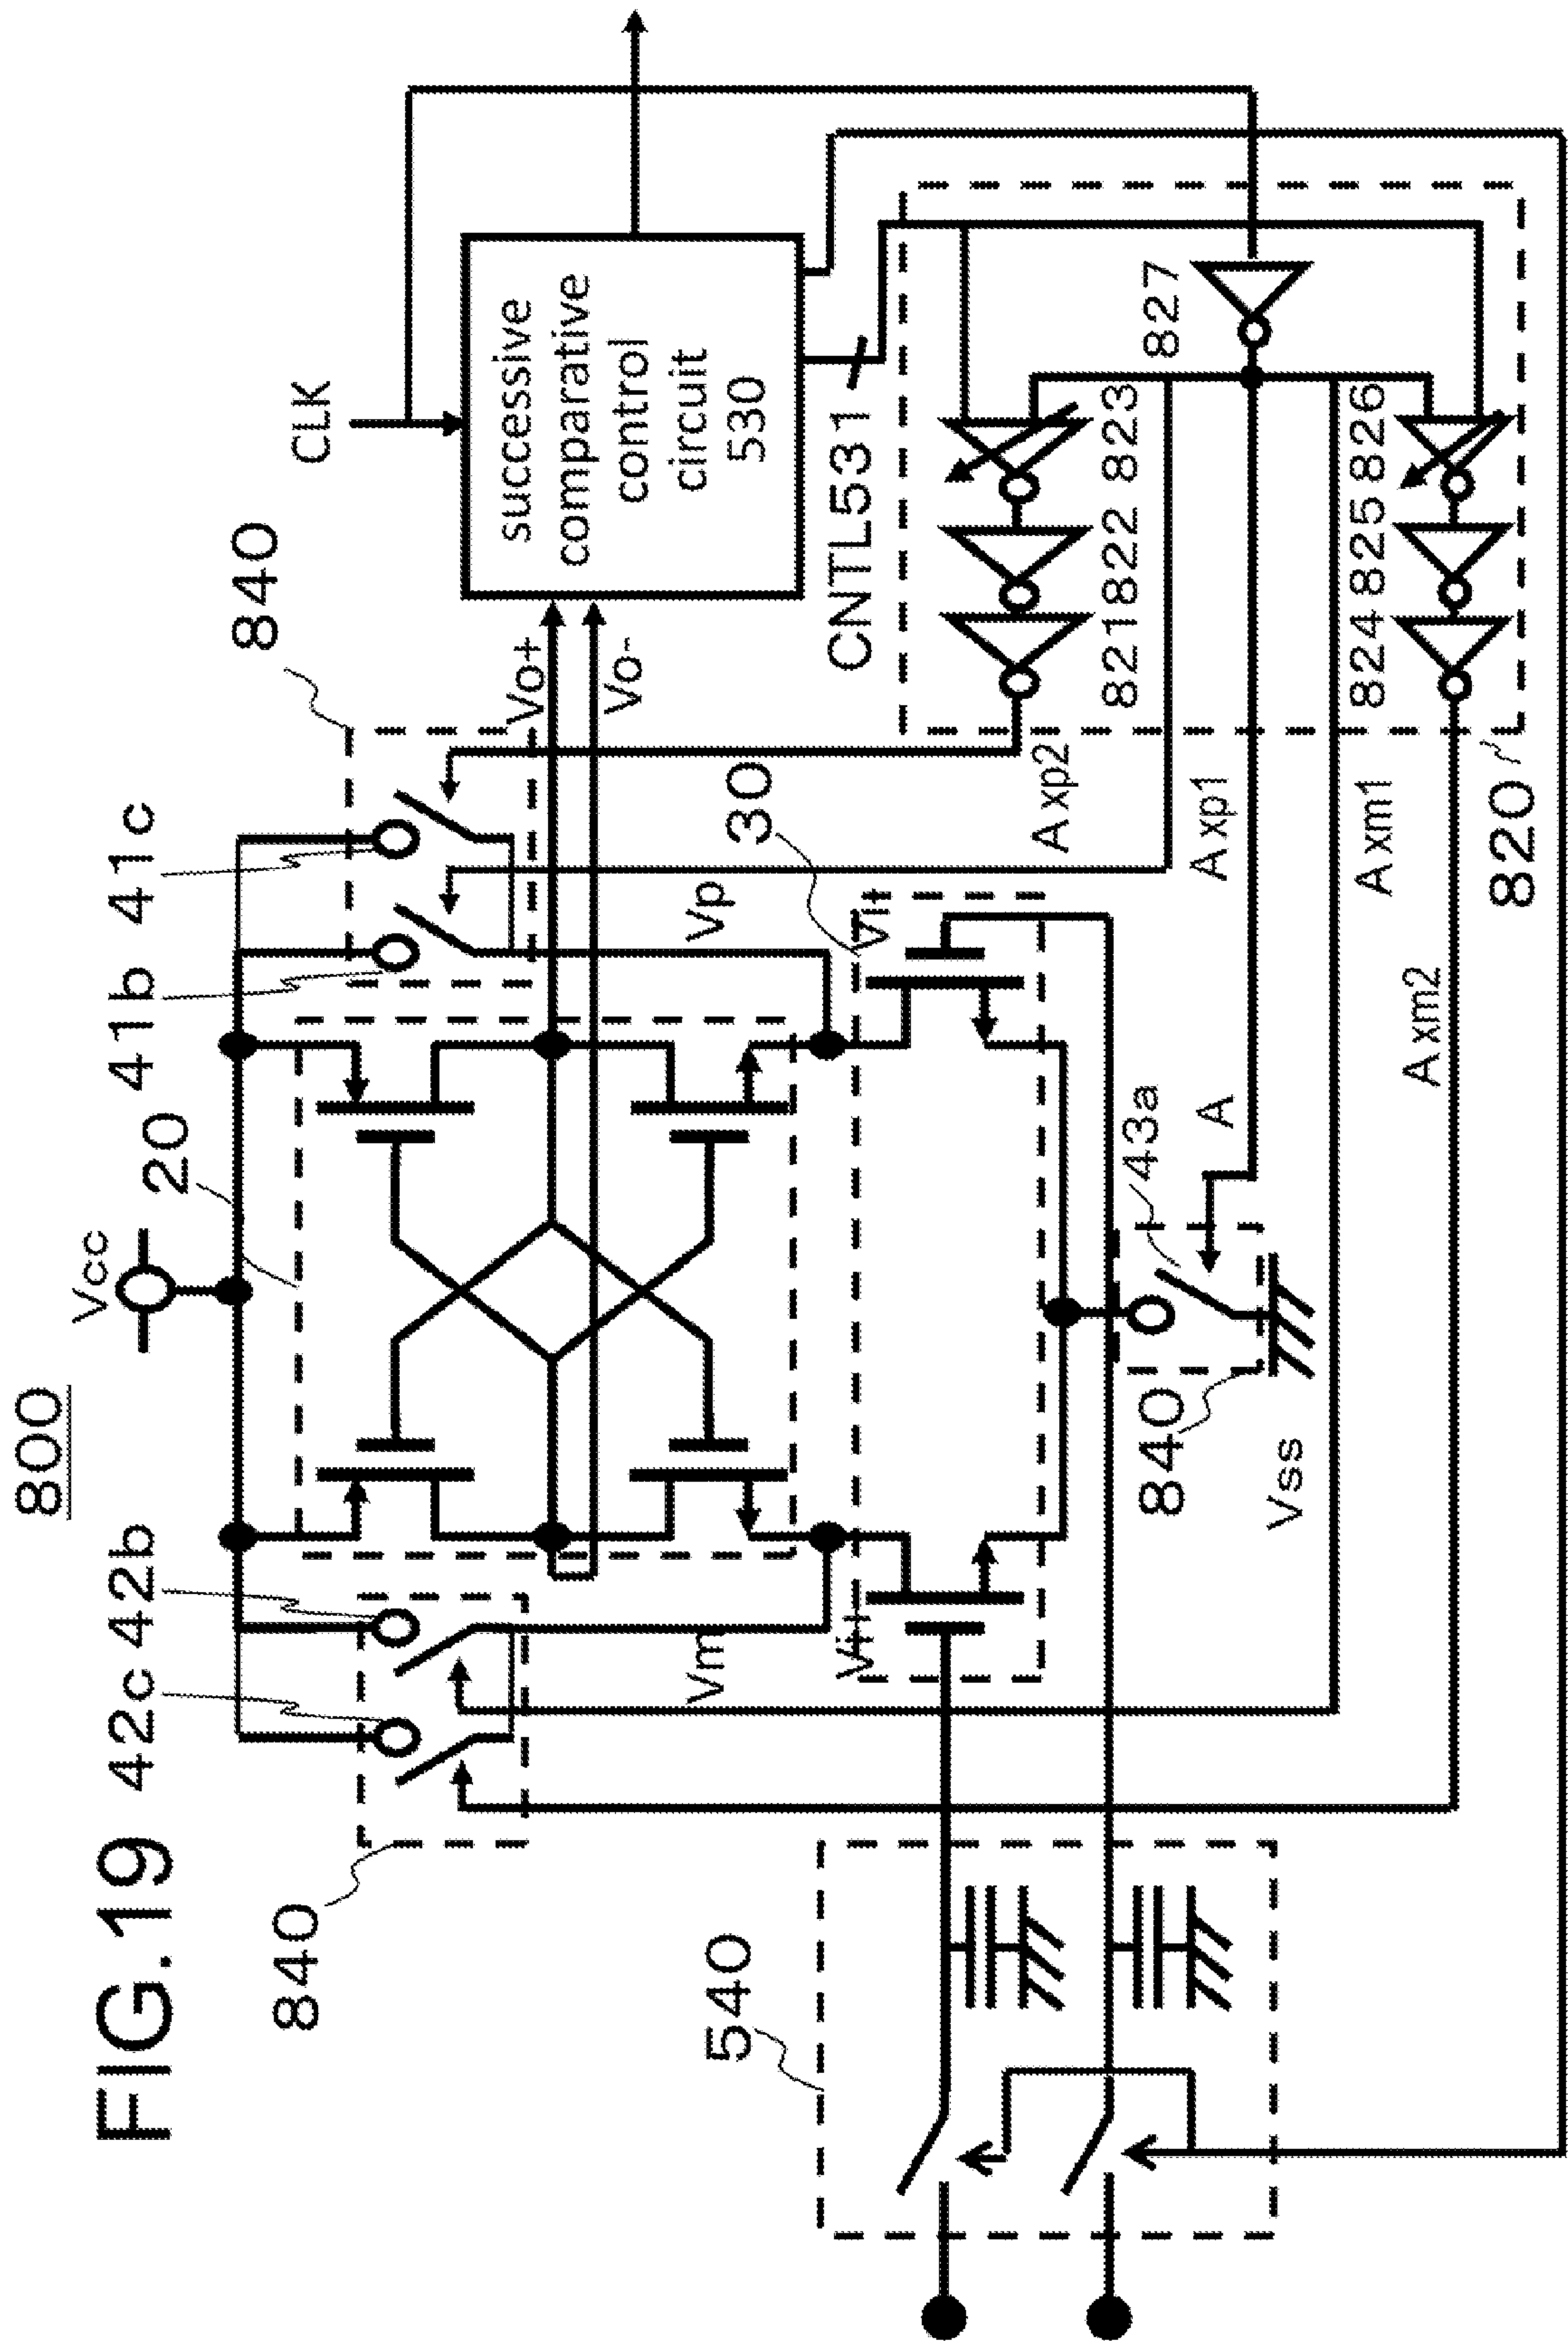 FIG.19
800
Vcc
20
840
42c
42b
41b
41c
840
CLK
successive
comparative
control
circuit
530
Vo+
Vo-
Vm
Vp
30
Vi+
Vi+
CNTL531
540
840
43a
A
Vss
Axp2
Axp1
Axm1
Axm2
821
822
823
827
824
825
826
820